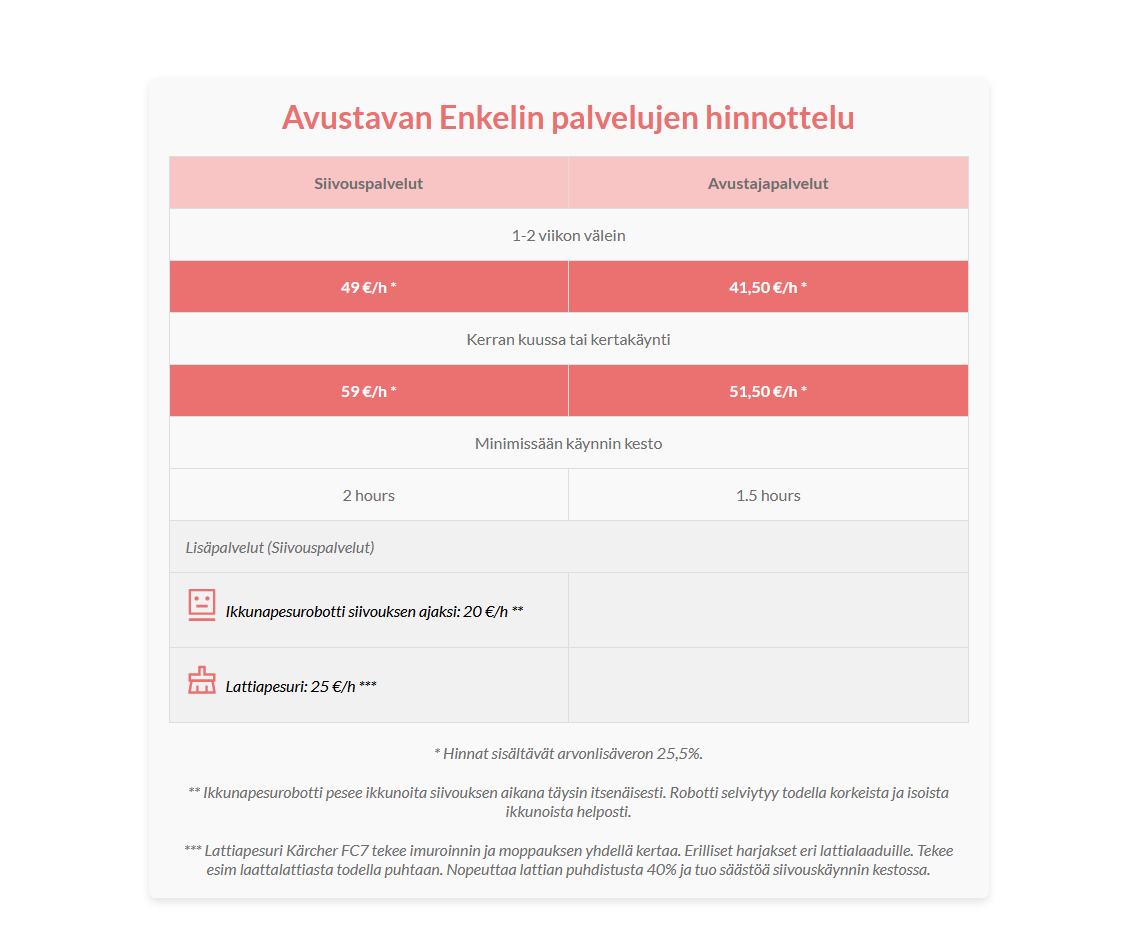 Avustavan Enkelin palvelujen hinnottelu
Siivouspalvelut Avustajapalvelut
1-2 viikon välein
49 €/h * 41,50 €/h *
Kerran kuussa tai kertakäynti
59 €/h * 51,50 €/h *
Minimissään käynnin kesto
2 hours 1.5 hours
Lisäpalvelut (Siivouspalvelut)
Ikkunapesurobotti siivouksen ajaksi: 20 €/h **
Lattiapesuri: 25 €/h ***
* Hinnat sisältävät arvonlisäveron 25,5%.
** Ikkunapesurobotti pesee ikkunoita siivouksen aikana täysin itsenäisesti. Robotti selviytyy todella korkeista ja isoista
ikkunoista helposti.
*** Lattiapesuri Kärcher FC7 tekee imuroinnin ja moppauksen yhdellä kertaa. Erilliset harjakset eri lattialaaduille. Tekee
esim laattalattiasta todella puhtaan. Nopeuttaa lattian puhdistusta 40% ja tuo säästöä siivouskäynnin kestossa.